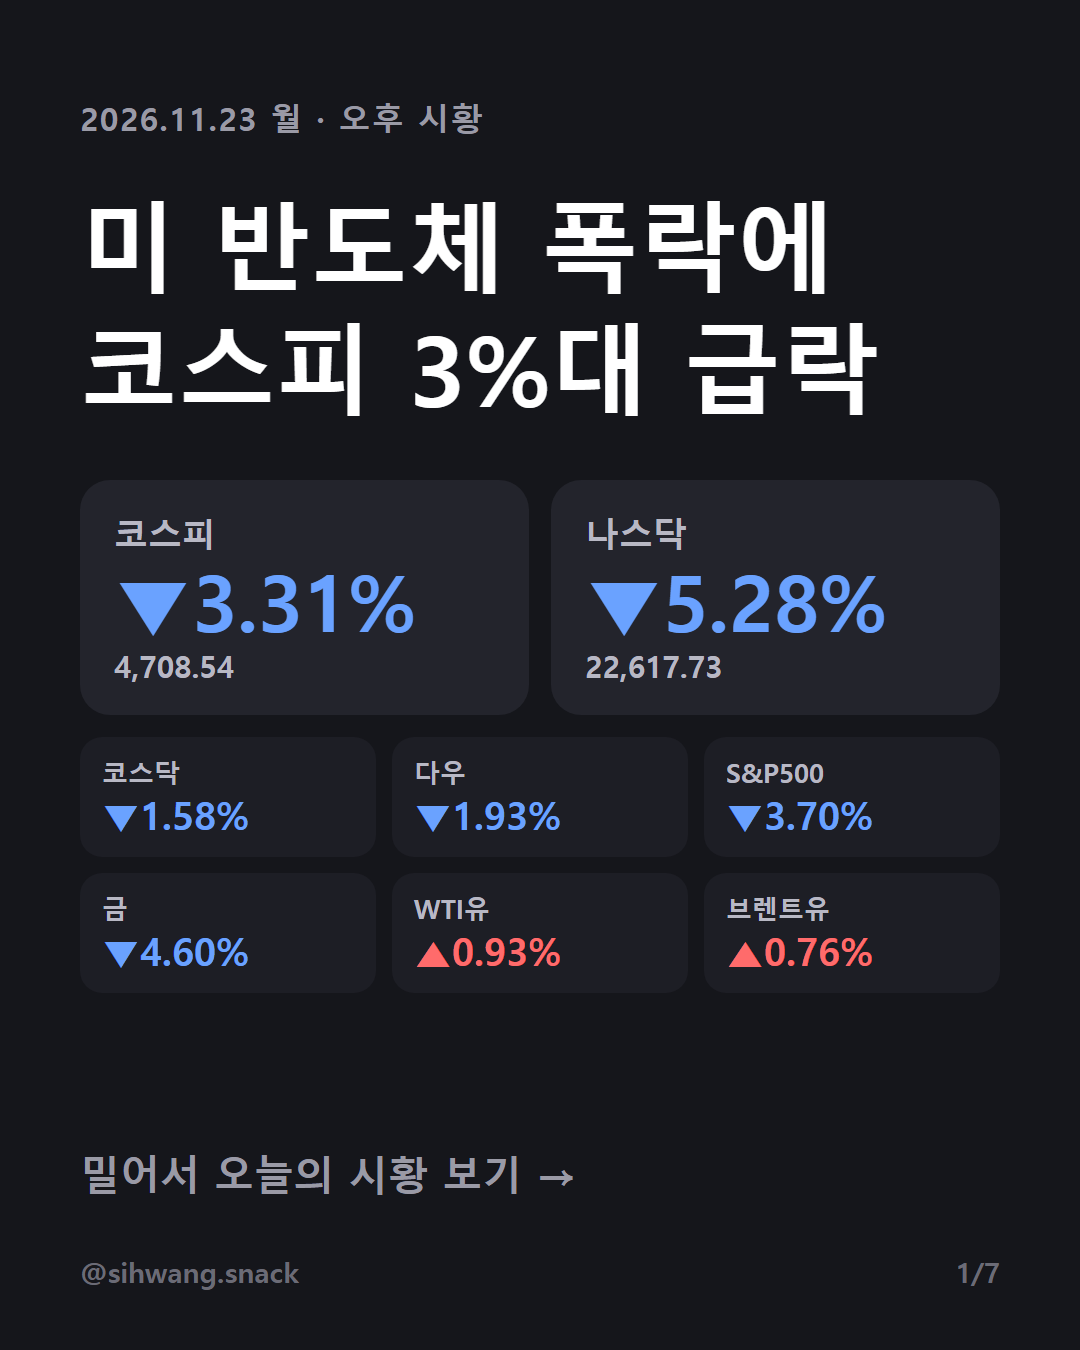 2026.11.23 월 · 오후 시황
미 반도체 폭락에
코스피 3%대 급락
코스피
▼3.31%
4,708.54
나스닥
▼5.28%
22,617.73
코스닥
▼1.58%
다우
▼1.93%
S&P500
▼3.70%
금
▼4.60%
WTI유
▲0.93%
브렌트유
▲0.76%
밀어서 오늘의 시황 보기 →
@sihwang.snack
1/7